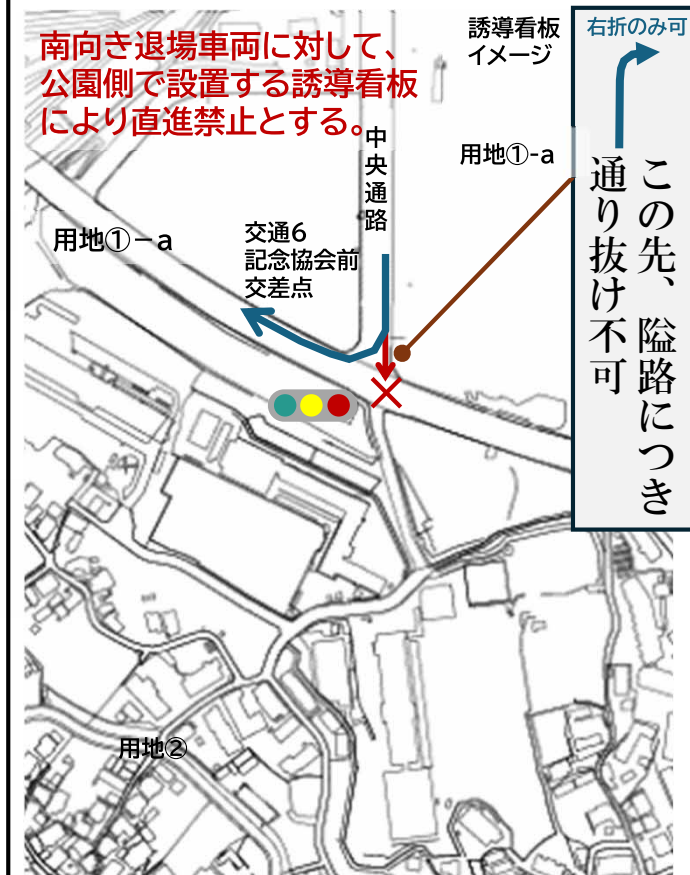 南向き退場車両に対して、
公園側で設置する誘導看板
により直進禁止とする。
中央通路
誘導看板
イメージ
右折のみ可
この先、隘路につき
通り抜け不可
用地①-a
用地①－a
交通6
記念協会前
交差点
用地②